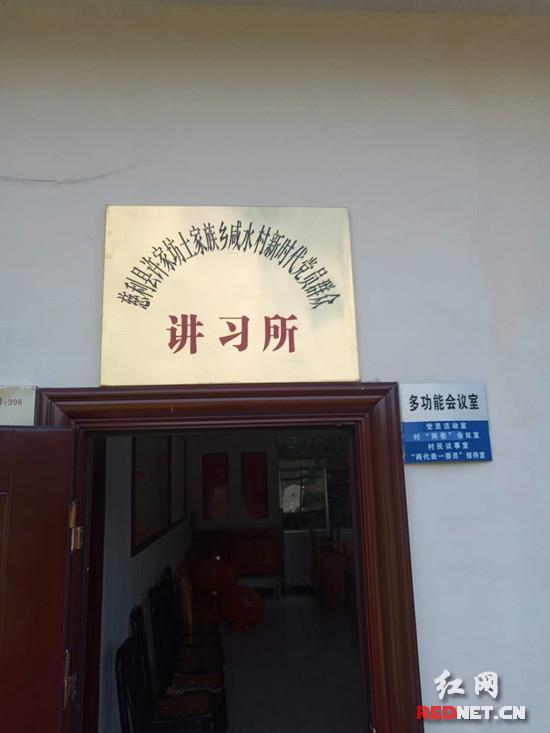 慈利县许家坊土家族乡咸水村新时代党员群众
讲习所
:398
多功能会议室
党员活动室
村“两委”会议室
村民议事室
“两代表一委员”接待室
红网
REDNET.CN